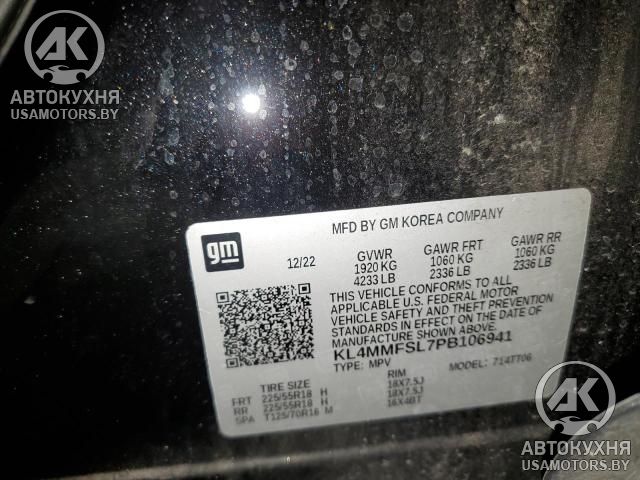 AK
АВТОКУХНЯ
USAMOTORS.BY
gm
MFD BY GM KOREA COMPANY
12/22
GVWR
1920 KG
4233 LB
GAWR FRT
1060 KG
2336 LB
GAWR RR
1060 KG
2336 LB
THIS VEHICLE CONFORMS TO ALL
APPLICABLE U.S. FEDERAL MOTOR
VEHICLE SAFETY AND THEFT PREVENTION
STANDARDS IN EFFECT ON THE DATE OF
MANUFACTURE SHOWN ABOVE.
KL4MMFSL7PB106941
TYPE: MPV
MODEL: 714TT06
TIRE SIZE
RIM
FRT 225/55R18 H 18X7.5J
RR 225/55R18 H 18X7.5J
SPA T125/70R16 M 16X4BT
AK
АВТОКУХНЯ
USAMOTORS.BY